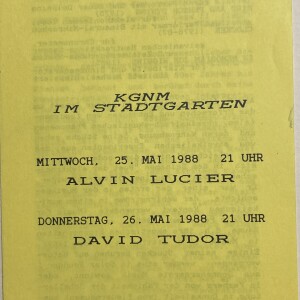 KGNM
IM STADTGARTEN
MITTWOCH, 25. MAI 1988 21 UHR
ALVIN LUCIER
DONNERSTAG, 26. MAI 1988 21 UHR
DAVID TUDOR